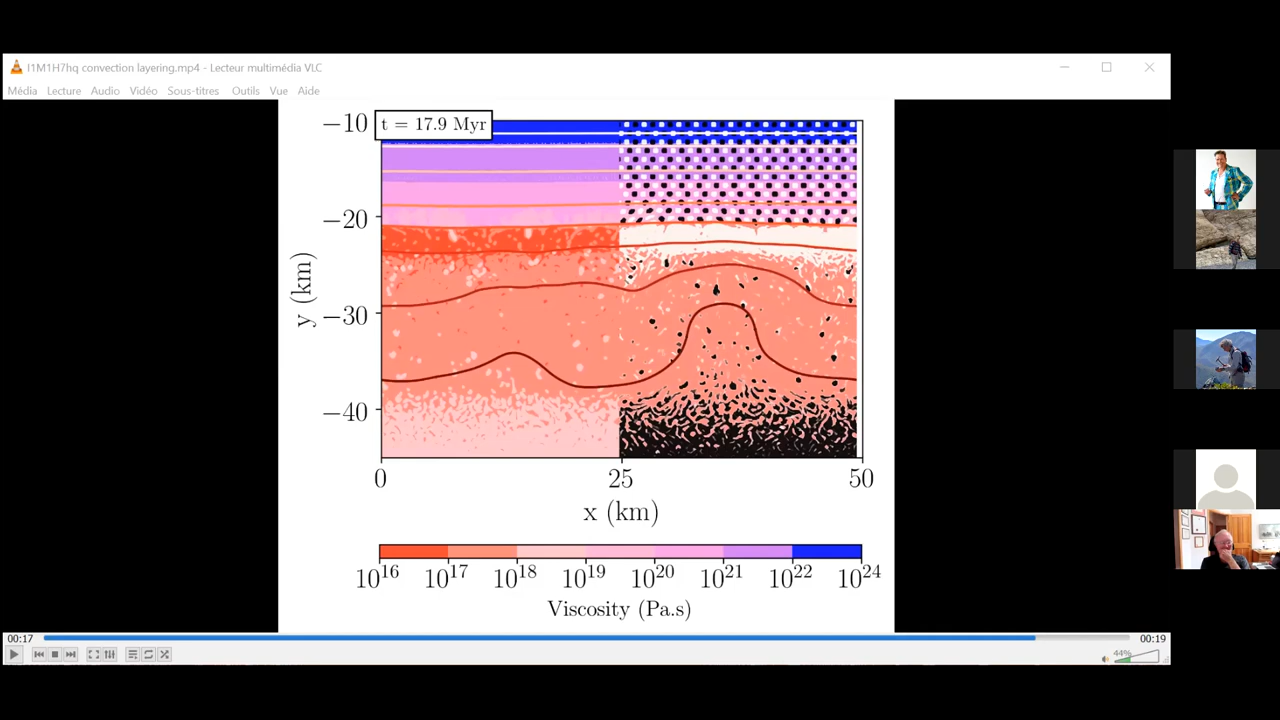 I1M1H7hq convection layering.mp4 - Lecteur multimédia VLC
Média Lecture Audio Vidéo Sous-titres Outils Vue Aide
t = 17.9 Myr
−10
−20
−30
−40
y (km)
0 25 50
x (km)
10^16 10^17 10^18 10^19 10^20 10^21 10^22 10^24
Viscosity (Pa.s)
00:17 00:19
44%